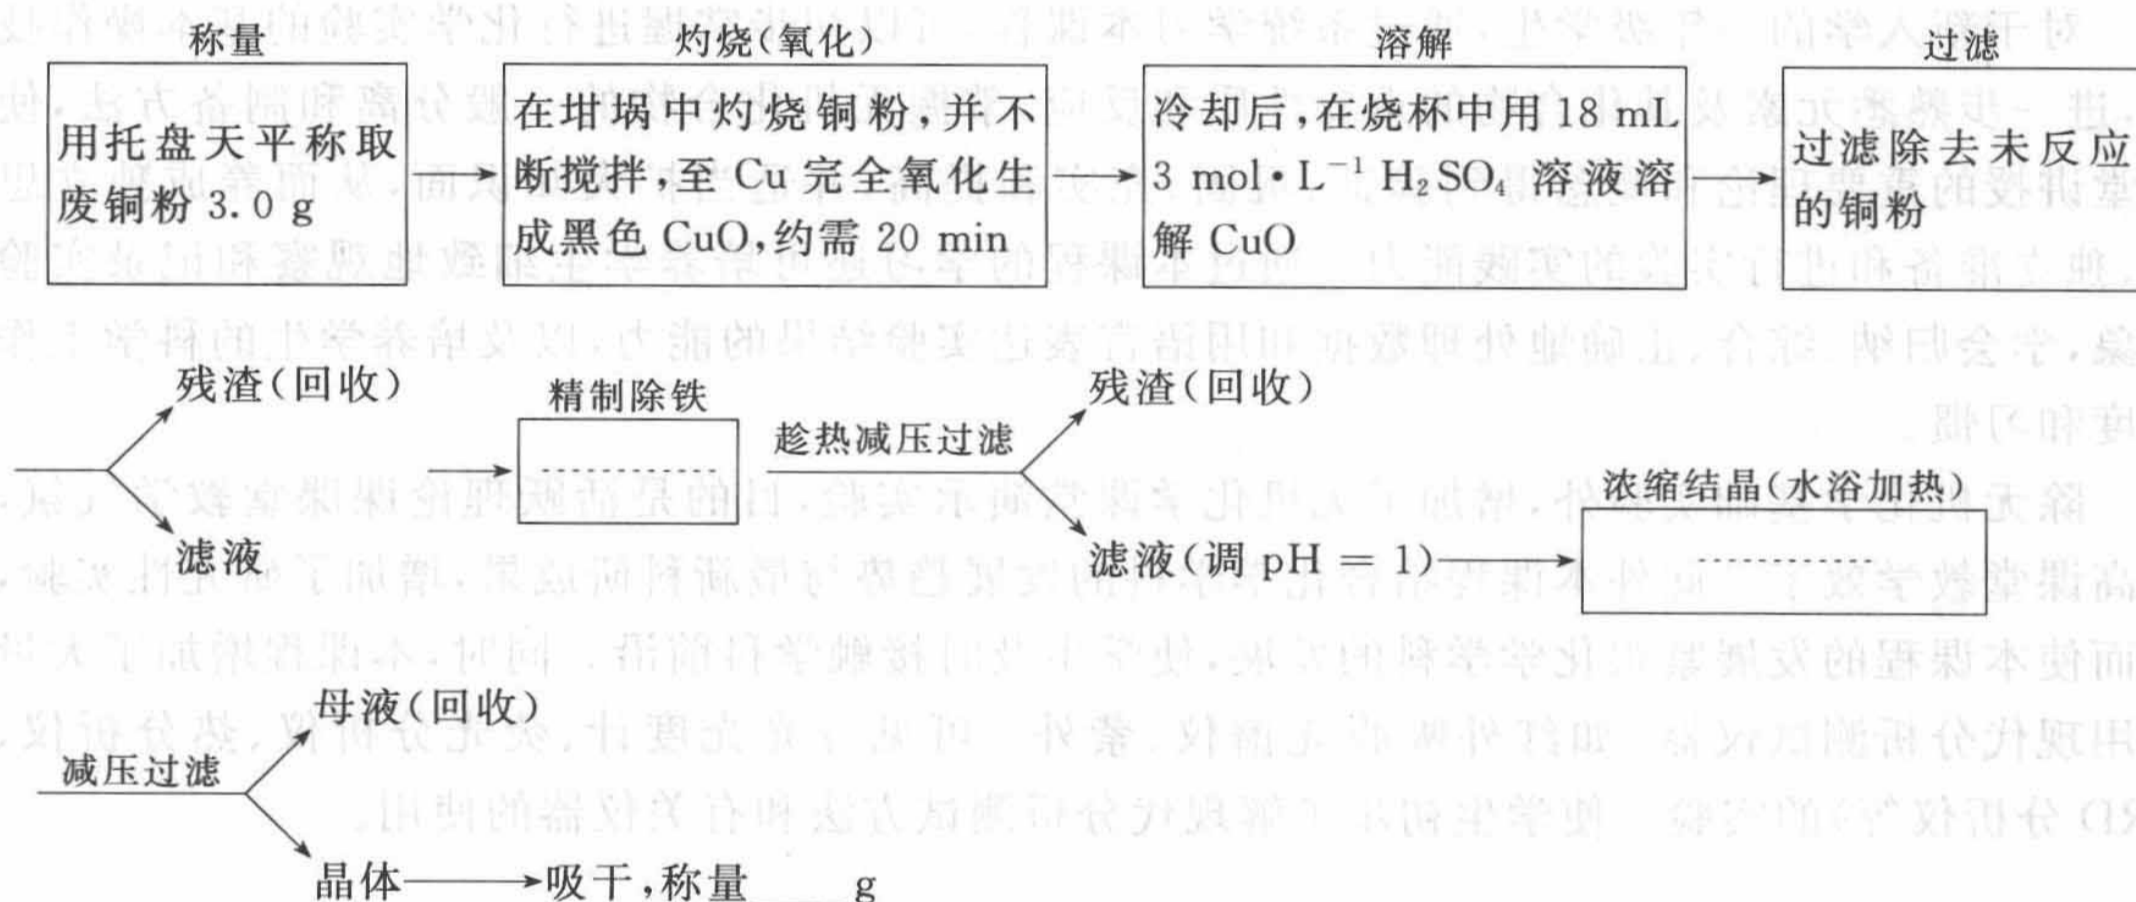 称量
用托盘天平称取
废铜粉 3.0 g
灼烧(氧化)
在坩埚中灼烧铜粉,并不
断搅拌,至 Cu 完全氧化生
成黑色 CuO,约需 20 min
溶解
冷却后,在烧杯中用 18 mL
3 mol•L⁻¹ H₂SO₄ 溶液溶
解 CuO
过滤
过滤除去未反应
的铜粉
残渣(回收)
滤液
精制除铁
趁热减压过滤
残渣(回收)
滤液(调 pH = 1)
浓缩结晶(水浴加热)
减压过滤
母液(回收)
晶体
吸干,称量____g